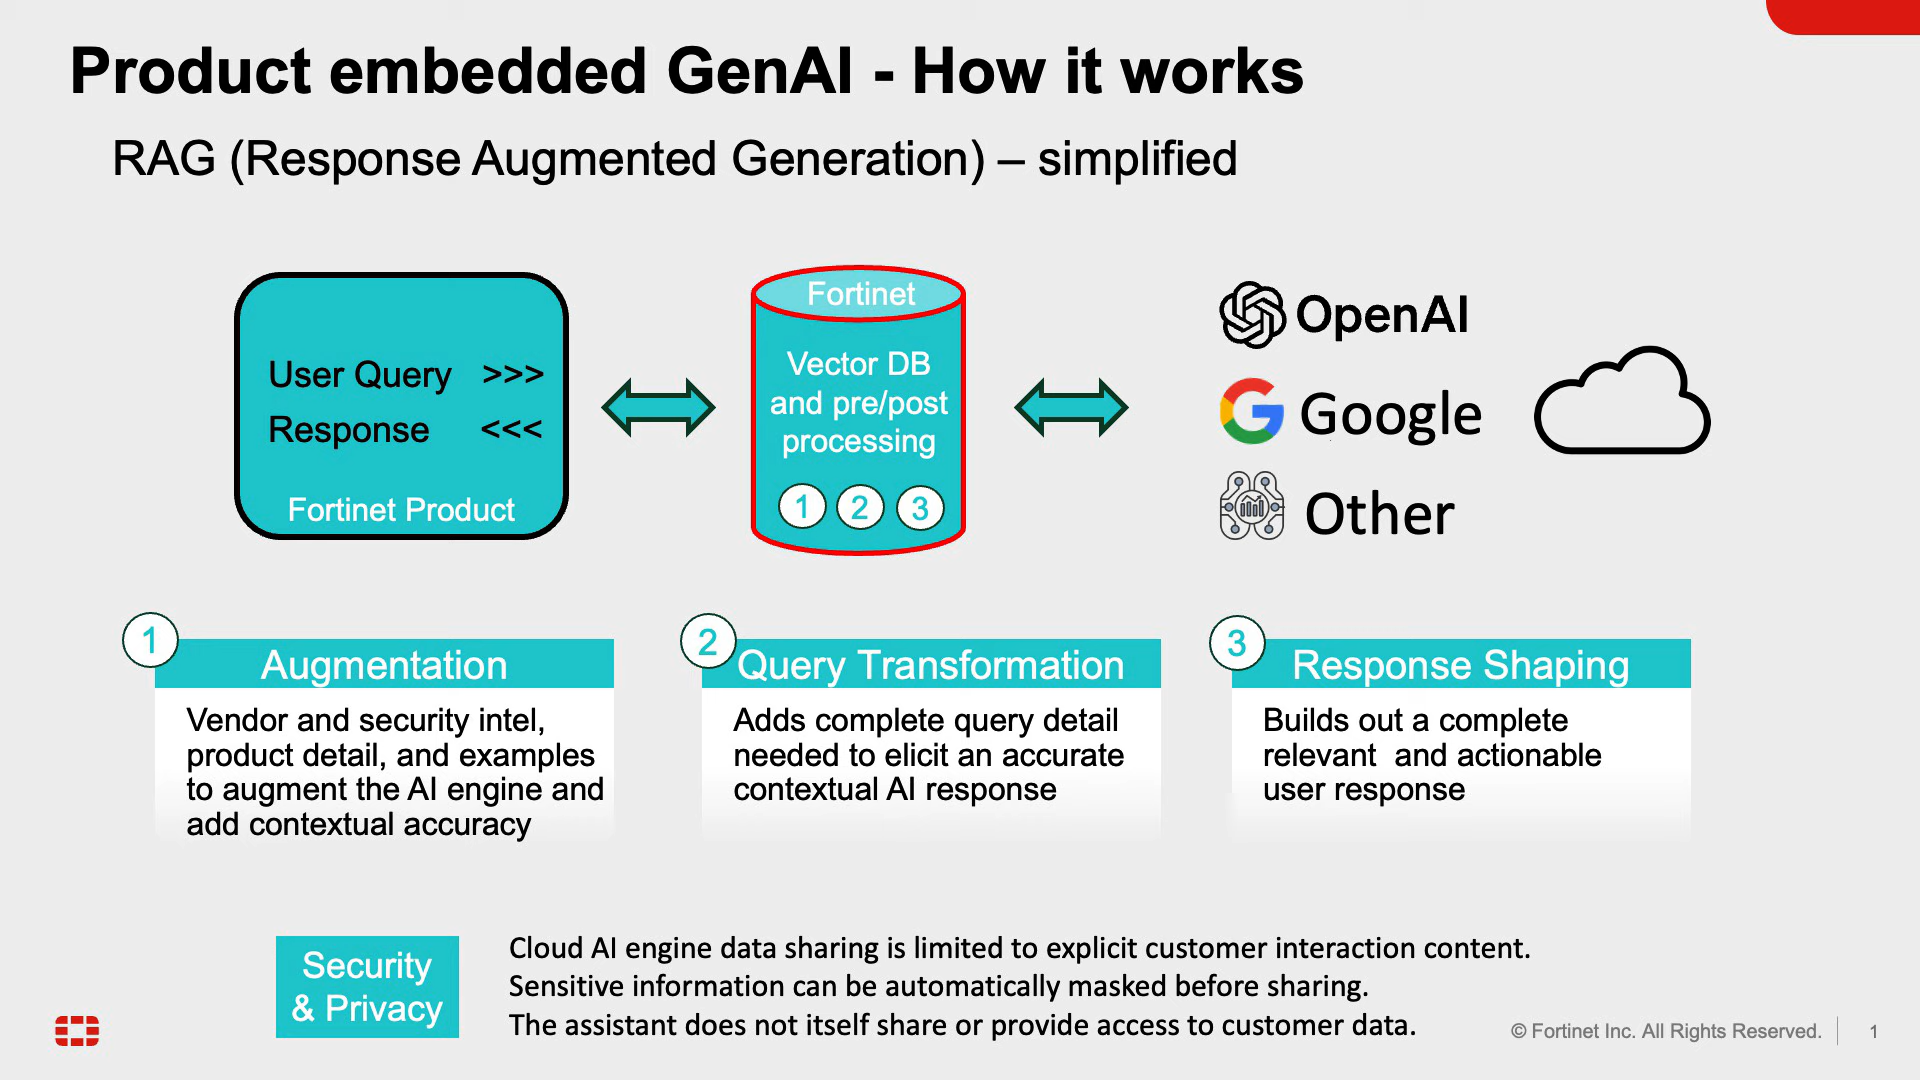 Product embedded GenAI - How it works
RAG (Response Augmented Generation) – simplified
User Query >>>
Response <<<
Fortinet Product
Fortinet
Vector DB
and pre/post
processing
1 2 3
OpenAI
Google
Other
1
Augmentation
Vendor and security intel,
product detail, and examples
to augment the AI engine and
add contextual accuracy
2
Query Transformation
Adds complete query detail
needed to elicit an accurate
contextual AI response
3
Response Shaping
Builds out a complete
relevant and actionable
user response
Security
& Privacy
Cloud AI engine data sharing is limited to explicit customer interaction content.
Sensitive information can be automatically masked before sharing.
The assistant does not itself share or provide access to customer data.
© Fortinet Inc. All Rights Reserved. 1